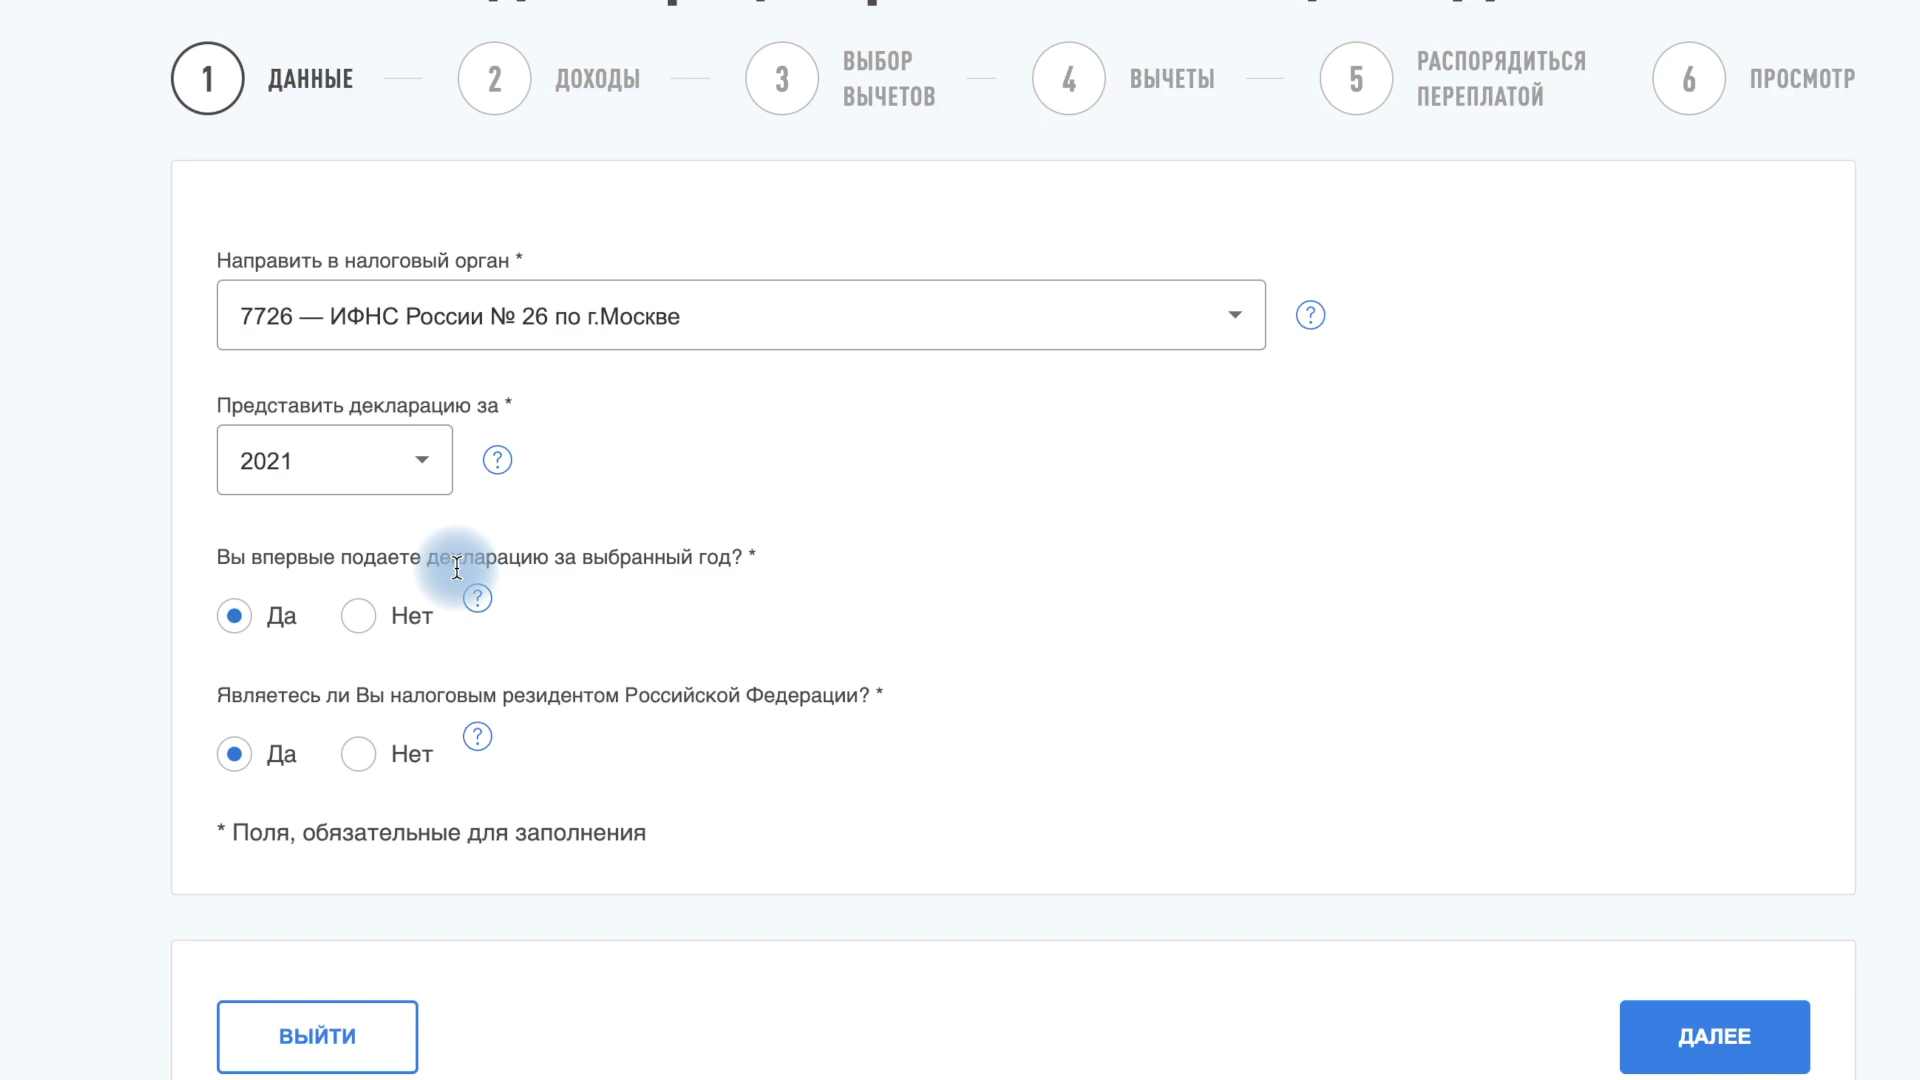 1
ДАННЫЕ
2
ДОХОДЫ
3
ВЫБОР
ВЫЧЕТОВ
4
ВЫЧЕТЫ
5
РАСПОРЯДИТЬСЯ
ПЕРЕПЛАТОЙ
6
ПРОСМОТР
Направить в налоговый орган *
7726 — ИФНС России № 26 по г.Москве
?
Представить декларацию за *
2021
?
Вы впервые подаете декларацию за выбранный год? *
Да Нет ?
Являетесь ли Вы налоговым резидентом Российской Федерации? *
Да Нет ?
* Поля, обязательные для заполнения
ВЫЙТИ
ДАЛЕЕ